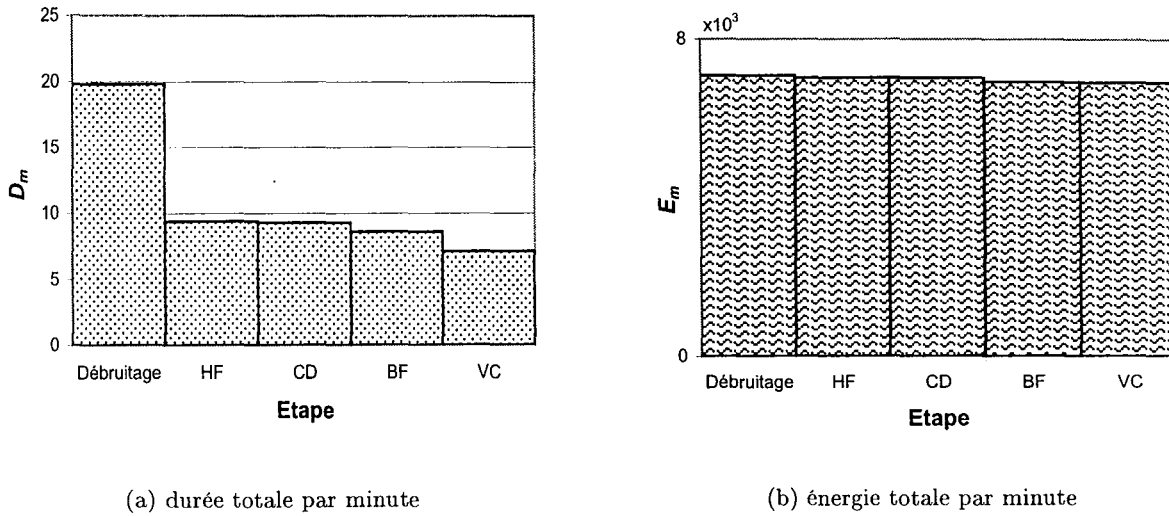 25
20
15
10
5
0
D_m
Débruitage HF CD BF VC
Etape
(a) durée totale par minute
x10³
8
0
E_m
Débruitage HF CD BF VC
Etape
(b) énergie totale par minute